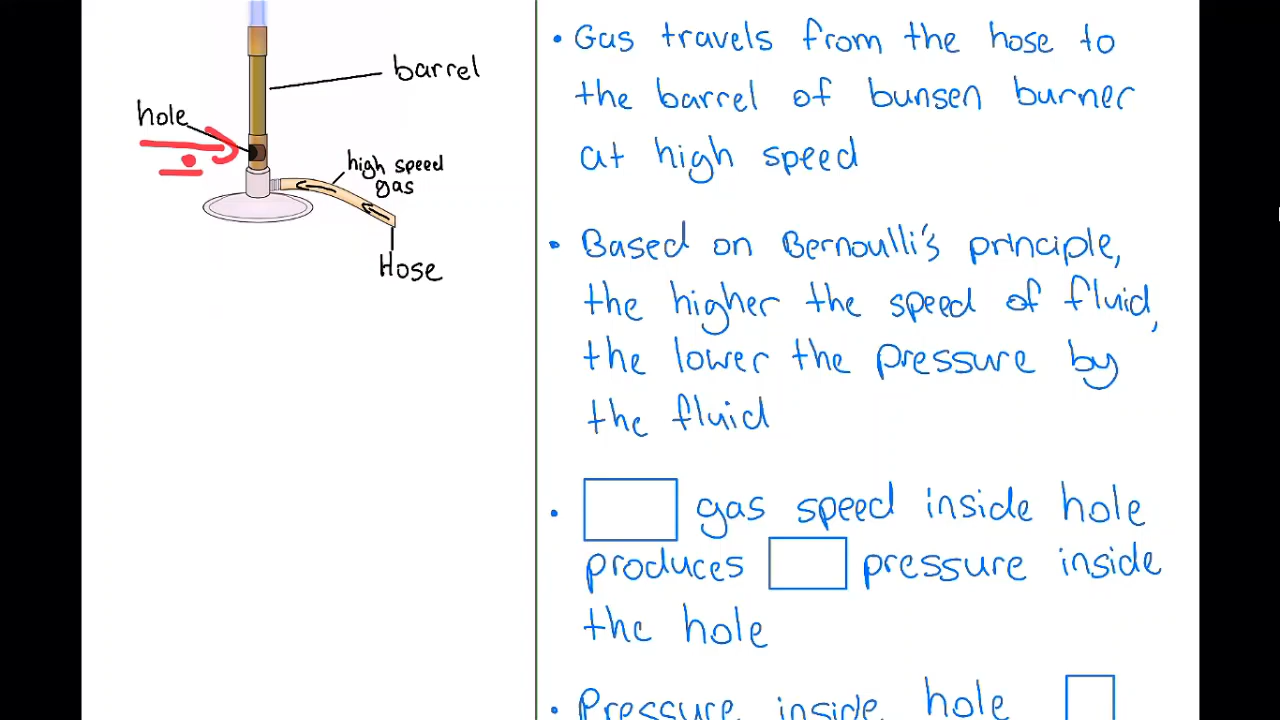 barrel
hole
high speed
gas
Hose
• Gas travels from the hose to
the barrel of bunsen burner
at high speed
• Based on Bernoulli's principle,
the higher the speed of fluid,
the lower the pressure by
the fluid
• gas speed inside hole
produces pressure inside
the hole
• Pressure inside hole